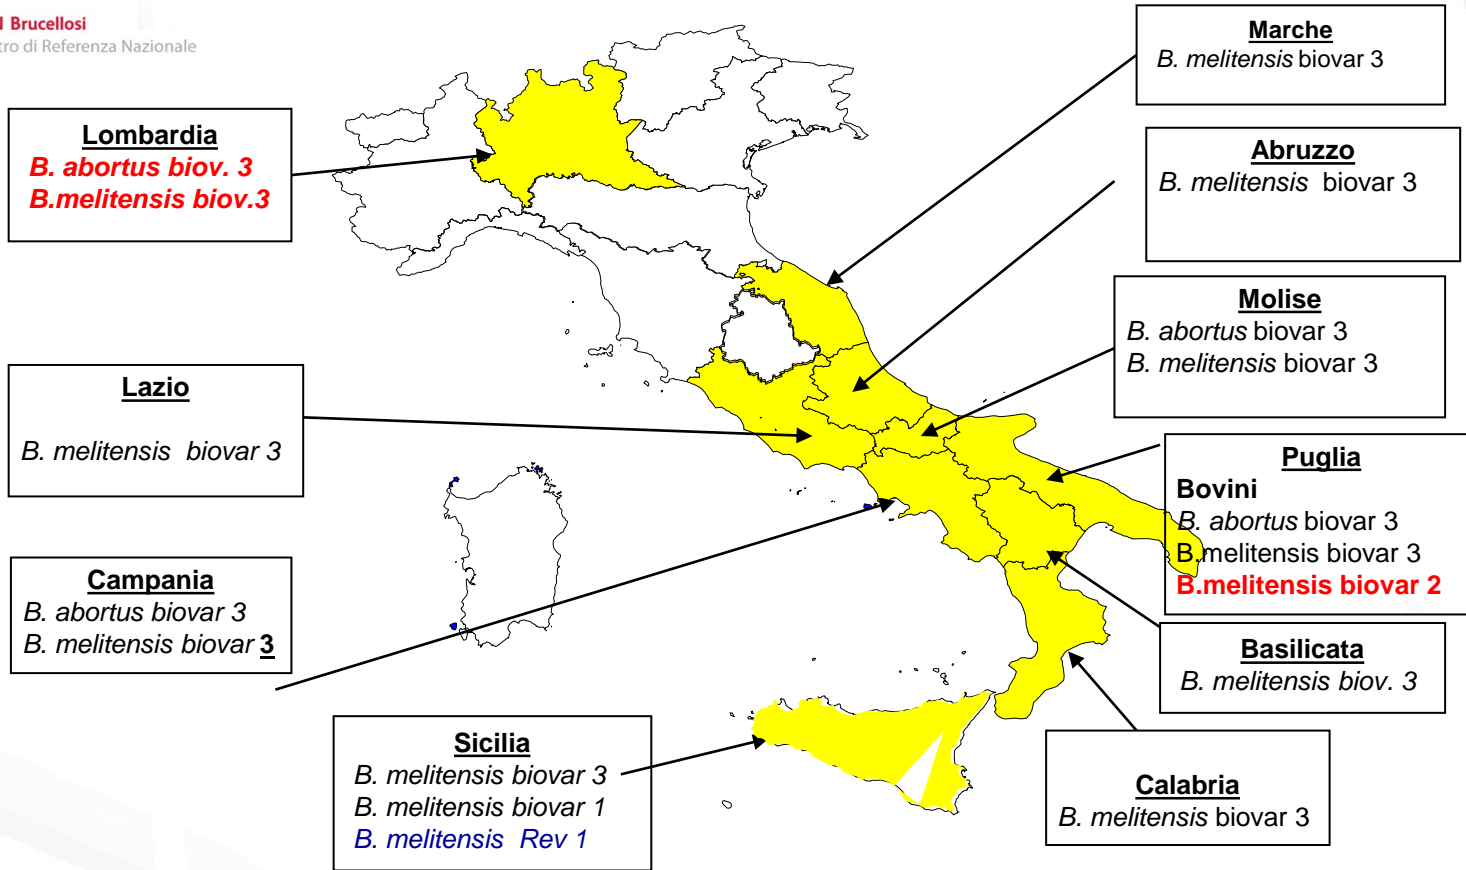 Brucellosi
di Referenza Nazionale
Lombardia
B. abortus biov. 3
B.melitensis biov.3
Marche
B. melitensis biovar 3
Abruzzo
B. melitensis biovar 3
Molise
B. abortus biovar 3
B. melitensis biovar 3
Lazio
B. melitensis biovar 3
Puglia
Bovini
B. abortus biovar 3
B.melitensis biovar 3
B.melitensis biovar 2
Campania
B. abortus biovar 3
B. melitensis biovar 3
Basilicata
B. melitensis biov. 3
Sicilia
B. melitensis biovar 3
B. melitensis biovar 1
B. melitensis Rev 1
Calabria
B. melitensis biovar 3